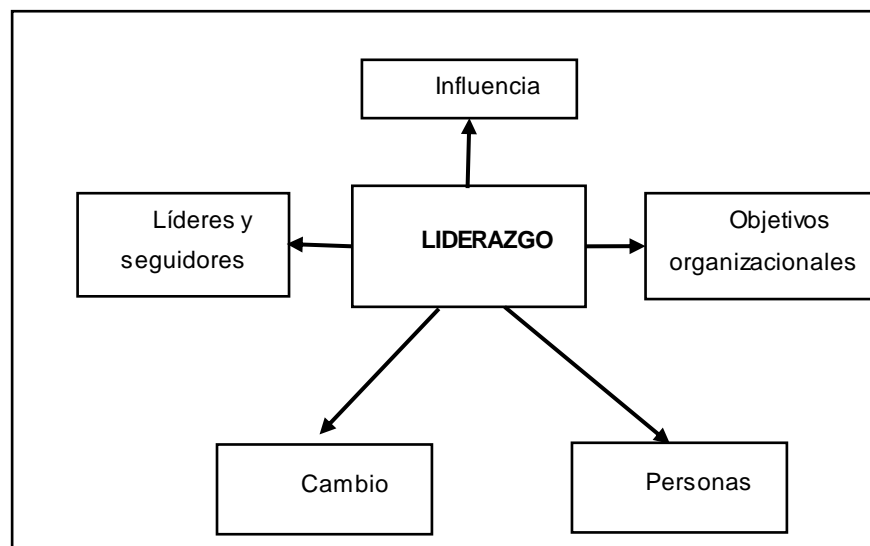 Influencia
Líderes y
seguidores
LIDERAZGO
Objetivos
organizacionales
Cambio
Personas